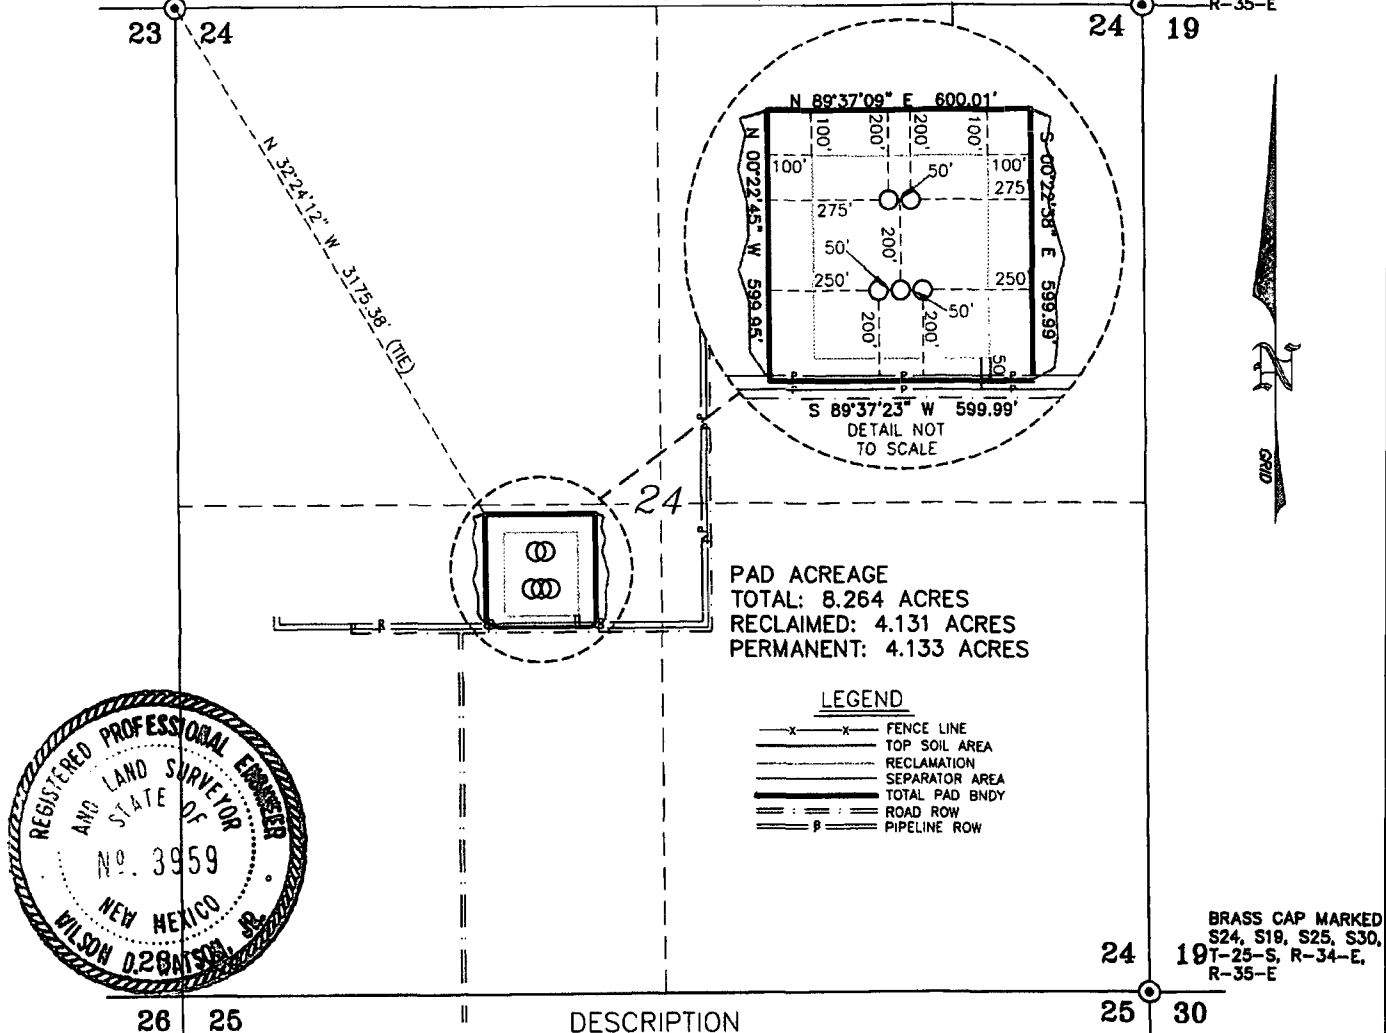 R-35-E
23 24
24 19
N 32°24'12" W 3175.38' (TIE)
N 89°37'09" E 600.01'
N 00°22'45" W 599.95'
S 00°22'38" E 599.99'
100'
200'
200'
100'
100'
100'
50'
275'
275'
200'
50'
250'
250'
50'
200'
200'
50'
S 89°37'23" W 599.99'
DETAIL NOT
TO SCALE
GRID
24
PAD ACREAGE
TOTAL: 8.264 ACRES
RECLAIMED: 4.131 ACRES
PERMANENT: 4.133 ACRES
LEGEND
x x FENCE LINE
TOP SOIL AREA
RECLAMATION
SEPARATOR AREA
TOTAL PAD BNDY
ROAD ROW
P PIPELINE ROW
REGISTERED PROFESSIONAL ENGINEER
AND LAND SURVEYOR
STATE OF
Nº. 3959
NEW MEXICO
WILSON D. WATSON, JR.
BRASS CAP MARKED
S24, S19, S25, S30,
T-25-S, R-34-E,
R-35-E
24 19
26 25
25 30
DESCRIPTION